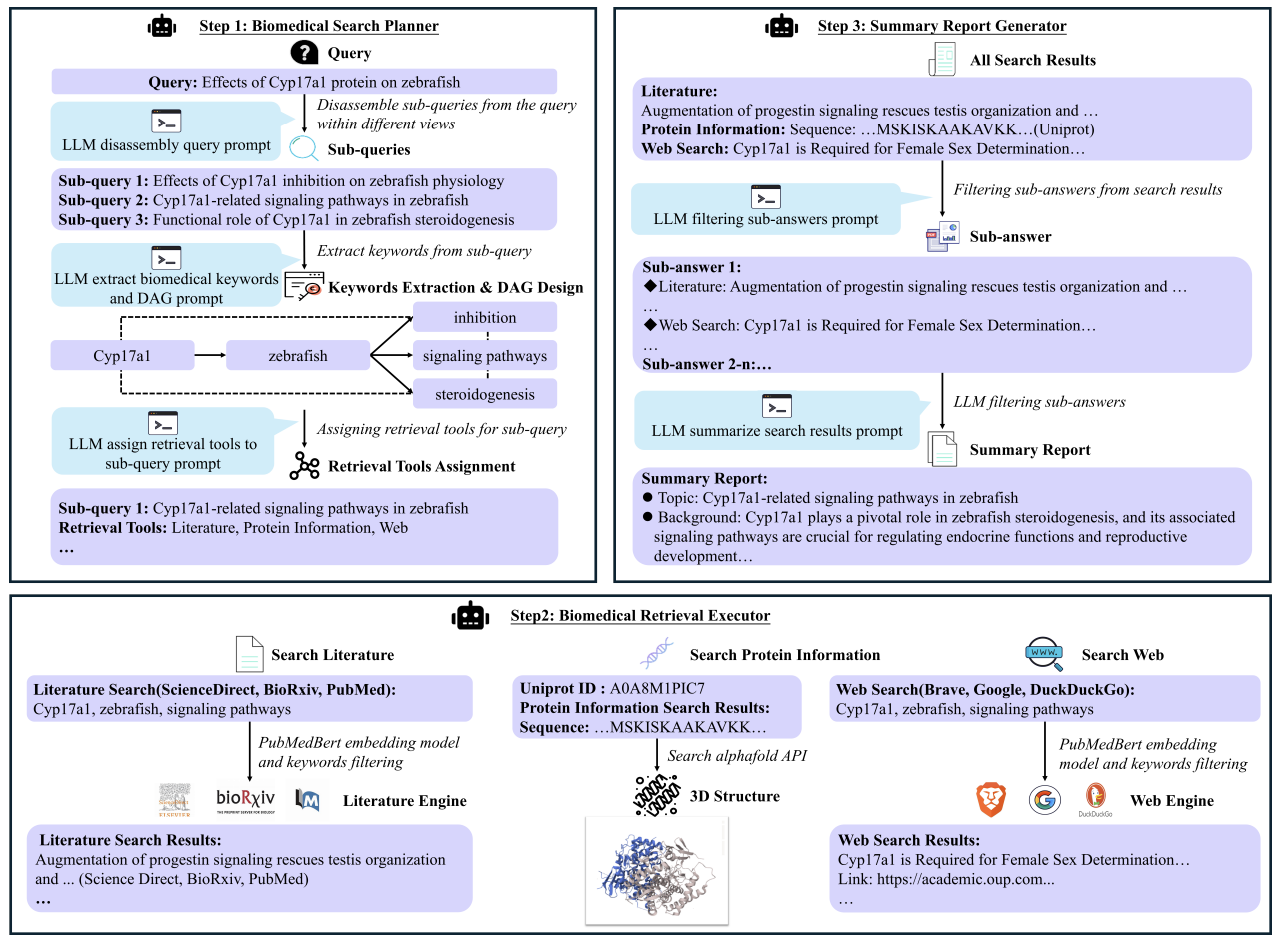 Step 1: Biomedical Search Planner
Query
Query: Effects of Cyp17a1 protein on zebrafish
Disassemble sub-queries from the query
within different views
LLM disassembly query prompt
Sub-queries
Sub-query 1: Effects of Cyp17a1 inhibition on zebrafish physiology
Sub-query 2: Cyp17a1-related signaling pathways in zebrafish
Sub-query 3: Functional role of Cyp17a1 in zebrafish steroidogenesis
Extract keywords from sub-query
LLM extract biomedical keywords
and DAG prompt
Keywords Extraction & DAG Design
inhibition
Cyp17a1
zebrafish
signaling pathways
steroidogenesis
Assigning retrieval tools for sub-query
LLM assign retrieval tools to
sub-query prompt
Retrieval Tools Assignment
Sub-query 1: Cyp17a1-related signaling pathways in zebrafish
Retrieval Tools: Literature, Protein Information, Web
…
Step 3: Summary Report Generator
All Search Results
Literature:
Augmentation of progestin signaling rescues testis organization and …
Protein Information: Sequence: …MSKISKAAKAVKK…(Uniprot)
Web Search: Cyp17a1 is Required for Female Sex Determination…
Filtering sub-answers from search results
LLM filtering sub-answers prompt
Sub-answer
Sub-answer 1:
◆Literature: Augmentation of progestin signaling rescues testis organization and …
…
◆Web Search: Cyp17a1 is Required for Female Sex Determination…
…
Sub-answer 2-n:…
LLM filtering sub-answers
LLM summarize search results prompt
Summary Report
Summary Report:
● Topic: Cyp17a1-related signaling pathways in zebrafish
● Background: Cyp17a1 plays a pivotal role in zebrafish steroidogenesis, and its associated
signaling pathways are crucial for regulating endocrine functions and reproductive
development…
Step2: Biomedical Retrieval Executor
Search Literature
Literature Search(ScienceDirect, BioRxiv, PubMed):
Cyp17a1, zebrafish, signaling pathways
PubMedBert embedding model
and keywords filtering
ELSEVIER
bioRxiv
THE PREPRINT SERVER FOR BIOLOGY
M
Literature Engine
Literature Search Results:
Augmentation of progestin signaling rescues testis organization
and ... (Science Direct, BioRxiv, PubMed)
…
Search Protein Information
Uniprot ID : A0A8M1PIC7
Protein Information Search Results:
Sequence: …MSKISKAAKAVKK…
Search alphafold API
3D Structure
WWW.
Search Web
Web Search(Brave, Google, DuckDuckGo):
Cyp17a1, zebrafish, signaling pathways
PubMedBert embedding
model and keywords filtering
G
DuckDuckGo
Web Engine
Web Search Results:
Cyp17a1 is Required for Female Sex Determination…
Link: https://academic.oup.com...
…